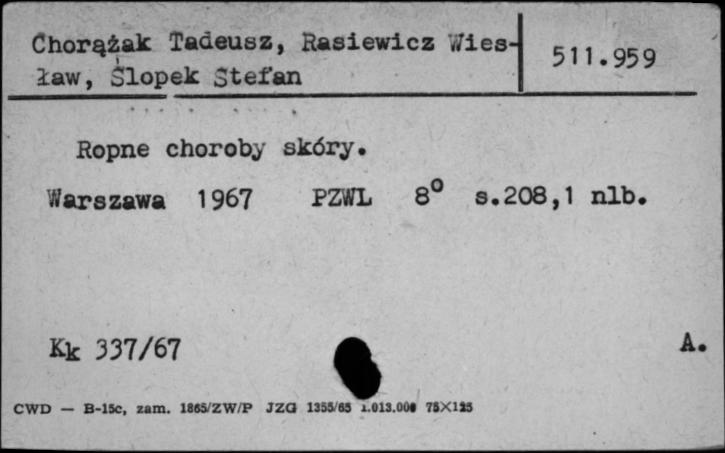 Chorążak Tadeusz, Rasiewicz Wies-
ław, Ślopek Stefan
511.959
Ropne choroby skóry.
Warszawa 1967 PZWL 8° s.208,1 nlb.
Kk 337/67
A.
CWD — B-15c, zam. 1865/ZW/P JZG 1355/65 1.013.000 75X125